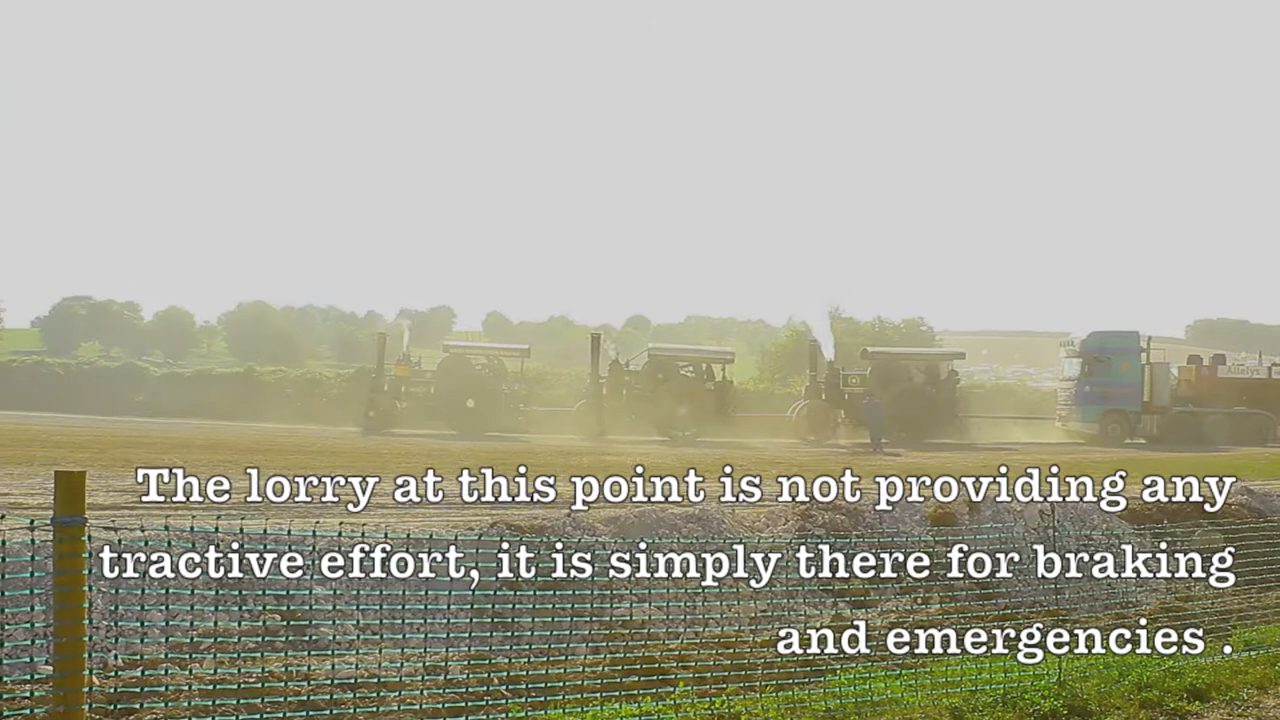 Allelys
The lorry at this point is not providing any
tractive effort, it is simply there for braking
and emergencies .